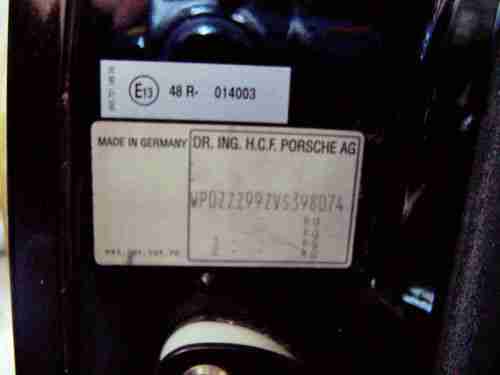 E13 48 R- 014003
MADE IN GERMANY
DR. ING. H.C.F. PORSCHE AG
WP0ZZZ99ZVS398074